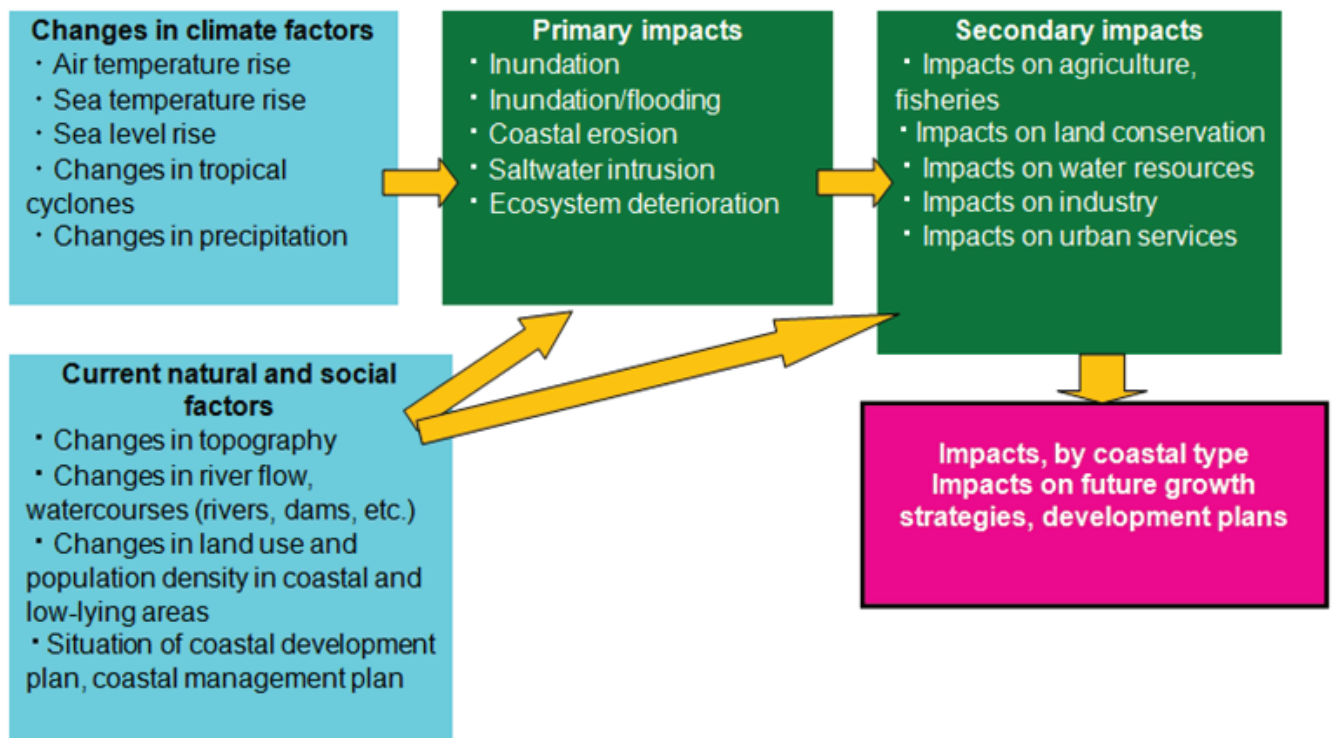 Changes in climate factors
・Air temperature rise
・Sea temperature rise
・Sea level rise
・Changes in tropical
cyclones
・Changes in precipitation
Primary impacts
・Inundation
・Inundation/flooding
・Coastal erosion
・Saltwater intrusion
・Ecosystem deterioration
Secondary impacts
・Impacts on agriculture,
fisheries
・Impacts on land conservation
・Impacts on water resources
・Impacts on industry
・Impacts on urban services
Current natural and social
factors
・Changes in topography
・Changes in river flow,
watercourses (rivers, dams, etc.)
・Changes in land use and
population density in coastal and
low-lying areas
・Situation of coastal development
plan, coastal management plan
Impacts, by coastal type
Impacts on future growth
strategies, development plans